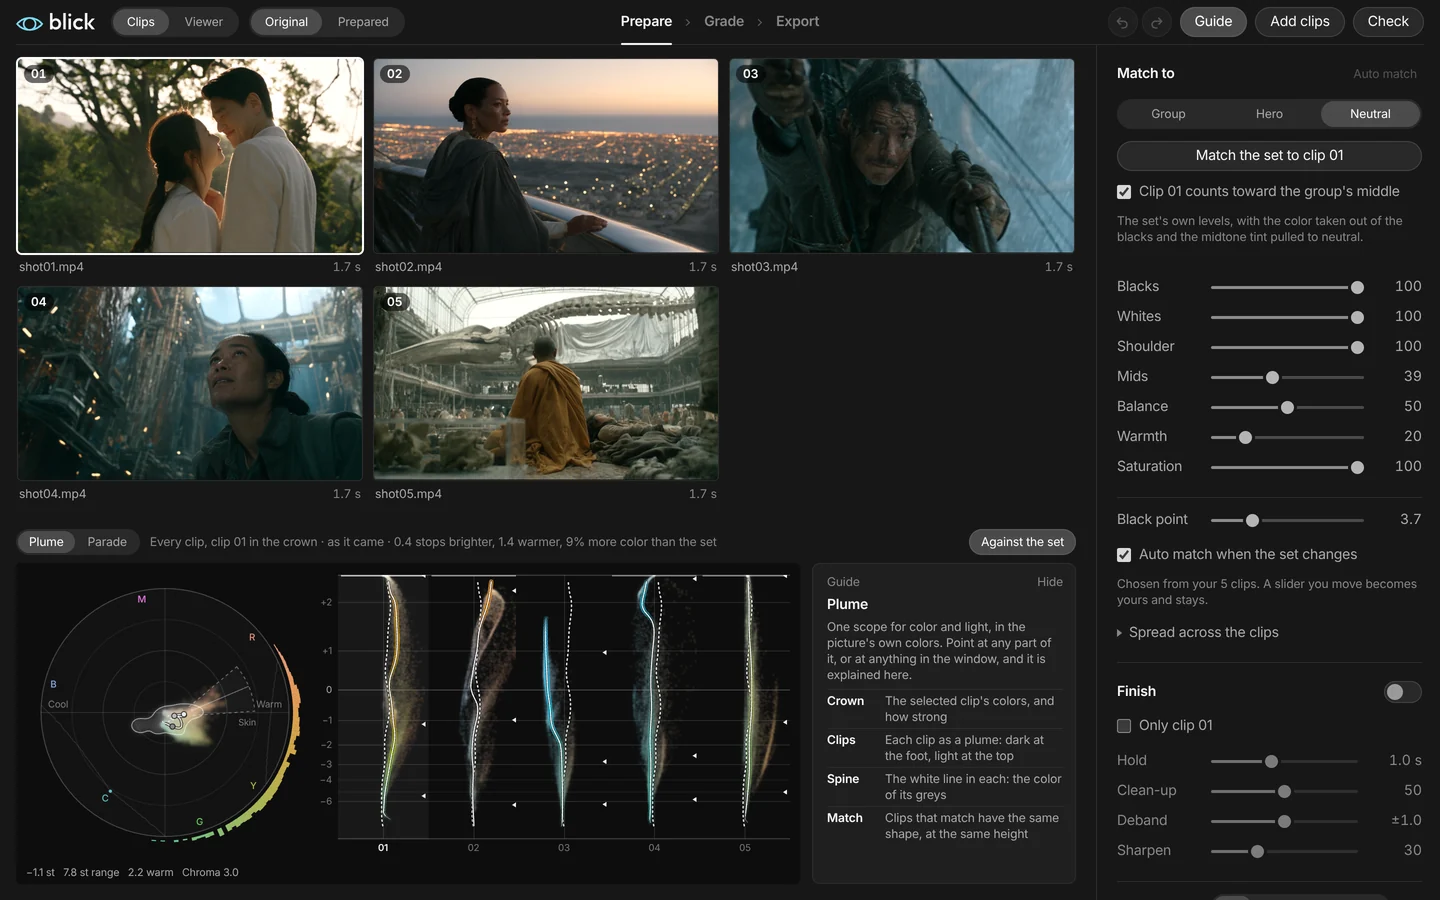 blick
Clips
Viewer
Original
Prepared
Prepare
Grade
Export
Guide
Add clips
Check
01
02
03
shot01.mp4
1.7 s
shot02.mp4
1.7 s
shot03.mp4
1.7 s
04
05
shot04.mp4
1.7 s
shot05.mp4
1.7 s
Plume
Parade
Every clip, clip 01 in the crown · as it came · 0.4 stops brighter, 1.4 warmer, 9% more color than the set
Against the set
M
R
B
Cool
Warm
Skin
Y
C
G
−1.1 st
7.8 st range
2.2 warm
Chroma 3.0
+2
+1
0
−1
−2
−3
−4
−6
01
02
03
04
05
Guide
Hide
Plume
One scope for color and light, in the
picture's own colors. Point at any part of
it, or at anything in the window, and it is
explained here.
Crown
The selected clip's colors, and
how strong
Clips
Each clip as a plume: dark at
the foot, light at the top
Spine
The white line in each: the color
of its greys
Match
Clips that match have the same
shape, at the same height
Match to
Auto match
Group
Hero
Neutral
Match the set to clip 01
Clip 01 counts toward the group's middle
The set's own levels, with the color taken out of the
blacks and the midtone tint pulled to neutral.
Blacks
100
Whites
100
Shoulder
100
Mids
39
Balance
50
Warmth
20
Saturation
100
Black point
3.7
Auto match when the set changes
Chosen from your 5 clips. A slider you move becomes
yours and stays.
Spread across the clips
Finish
Only clip 01
Hold
1.0 s
Clean-up
50
Deband
±1.0
Sharpen
30